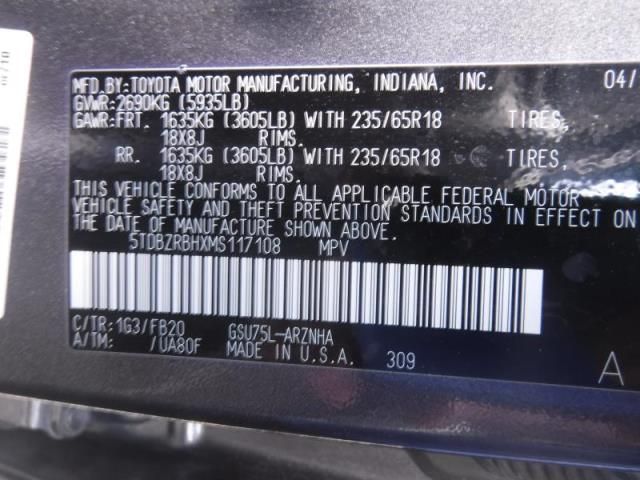 MFD.BY:TOYOTA MOTOR MANUFACTURING, INDIANA, INC. 04/
GVWR:2690KG (5935LB)
GAWR:FRT. 1635KG (3605LB) WITH 235/65R18 TIRES,
18X8J RIMS.
RR. 1635KG (3605LB) WITH 235/65R18 TIRES,
18X8J RIMS.
THIS VEHICLE CONFORMS TO ALL APPLICABLE FEDERAL MOTOR
VEHICLE SAFETY AND THEFT PREVENTION STANDARDS IN EFFECT ON
THE DATE OF MANUFACTURE SHOWN ABOVE.
5TDBZRBHXMS117108 MPV
C/TR: 1G3/FB20 GSU75L-ARZNHA
A/TM: /UA80F MADE IN U.S.A. 309
A